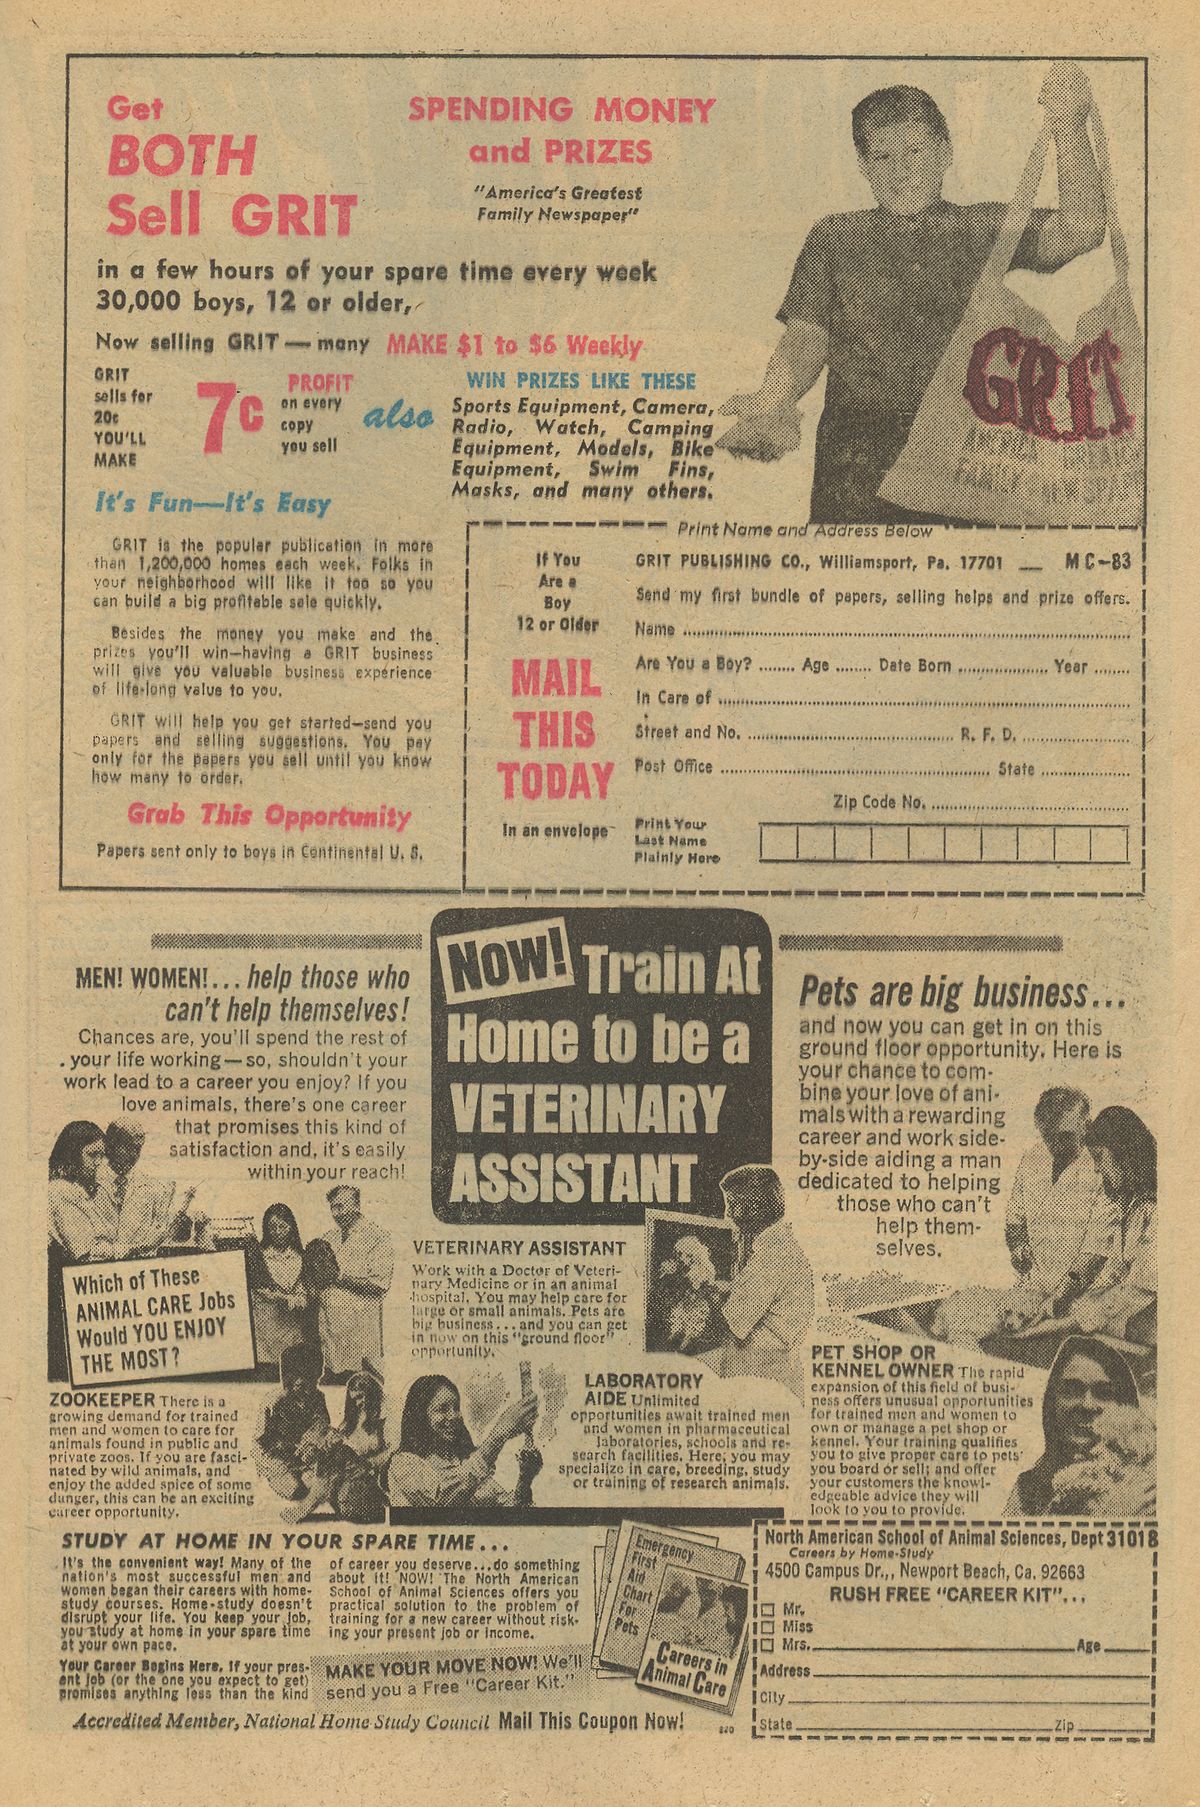 Get
BOTH
Sell GRIT
SPENDING MONEY
and PRIZES
"America's Greatest
Family Newspaper"
in a few hours of your spare time every week
30,000 boys, 12 or older,
Now selling GRIT — many MAKE $1 to $6 Weekly
GRIT
sells for
20c
YOU'LL
MAKE
7c
PROFIT
on every
copy
you sell
also
WIN PRIZES LIKE THESE
Sports Equipment, Camera,
Radio, Watch, Camping
Equipment, Models, Bike
Equipment, Swim Fins,
Masks, and many others.
GRIT
It's Fun—It's Easy
GRIT is the popular publication in more
than 1,200,000 homes each week. Folks in
your neighborhood will like it too so you
can build a big profitable sale quickly.
Besides the money you make and the
prizes you'll win—having a GRIT business
will give you valuable business experience
of life-long value to you.
GRIT will help you get started—send you
papers and selling suggestions. You pay
only for the papers you sell until you know
how many to order.
Grab This Opportunity
Papers sent only to boys in Continental U. S.
If You
Are a
Boy
12 or Older
MAIL
THIS
TODAY
In an envelope
Print Name and Address Below
GRIT PUBLISHING CO., Williamsport, Pa. 17701 __ MC-83
Send my first bundle of papers, selling helps and prize offers.
Name
Are You a Boy? ........ Age ........ Date Born .................... Year ........
In Care of
Street and No. ........ R. F. D. ........
Post Office ........ State ........
Zip Code No. ........
Print Your
Last Name
Plainly Here
MEN! WOMEN!... help those who
can't help themselves!
Chances are, you'll spend the rest of
your life working—so, shouldn't your
work lead to a career you enjoy? If you
love animals, there's one career
that promises this kind of
satisfaction and, it's easily
within your reach!
NOW! Train At
Home to be a
VETERINARY
ASSISTANT
Pets are big business...
and now you can get in on this
ground floor opportunity. Here is
your chance to com-
bine your love of ani-
mals with a rewarding
career and work side-
by-side aiding a man
dedicated to helping
those who can't
help them-
selves.
Which of These
ANIMAL CARE Jobs
Would YOU ENJOY
THE MOST?
VETERINARY ASSISTANT
Work with a Doctor of Veteri-
nary Medicine or in an animal
hospital. You may help care for
large or small animals. Pets are
big business... and you can get
in now on this "ground floor"
opportunity.
ZOOKEEPER There is a
growing demand for trained
men and women to care for
animals found in public and
private zoos. If you are fasci-
nated by wild animals, and
enjoy the added spice of some
danger, this can be an exciting
career opportunity.
LABORATORY
AIDE Unlimited
opportunities await trained men
and women in pharmaceutical
laboratories, schools and re-
search facilities. Here, you may
specialize in care, breeding, study
or training of research animals.
PET SHOP OR
KENNEL OWNER The rapid
expansion of this field of busi-
ness offers unusual opportunities
for trained men and women to
own or manage a pet shop or
kennel. Your training qualifies
you to give proper care to pets
you board or sell; and offer
your customers the knowl-
edgeable advice they will
look to you to provide.
STUDY AT HOME IN YOUR SPARE TIME...
It's the convenient way! Many of the
nation's most successful men and
women began their careers with home-
study courses. Home-study doesn't
disrupt your life. You keep your job,
you study at home in your spare time
at your own pace.
Your Career Begins Here. If your pres-
ent job (or the one you expect to get)
promises anything less than the kind
of career you deserve...do something
about it! NOW! The North American
School of Animal Sciences offers you
practical solution to the problem of
training for a new career without risk-
ing your present job or income.
MAKE YOUR MOVE NOW! We'll
send you a Free "Career Kit."
Accredited Member, National Home Study Council Mail This Coupon Now!
Emergency
First
Aid
Chart
For
Pets
Careers in
Animal Care
North American School of Animal Sciences, Dept 3101B
Careers by Home-Study
4500 Campus Dr., Newport Beach, Ca. 92663
RUSH FREE "CAREER KIT"...
Mr.
Miss
Mrs. ____ Age ____
Address
City
State ____ Zip ____